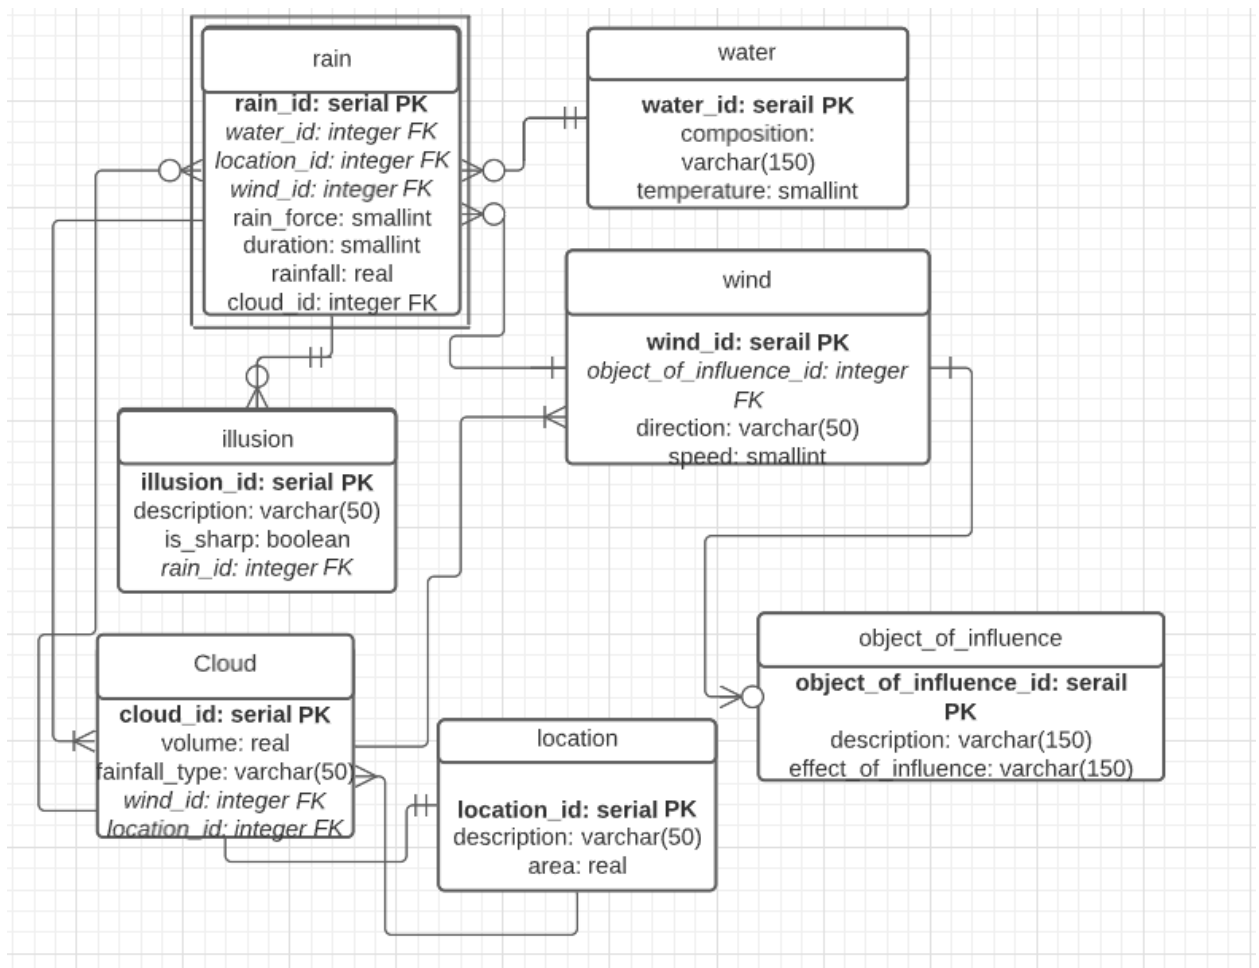 rain
rain_id: serial PK
water_id: integer FK
location_id: integer FK
wind_id: integer FK
rain_force: smallint
duration: smallint
rainfall: real
cloud_id: integer FK
water
water_id: serail PK
composition:
varchar(150)
temperature: smallint
wind
wind_id: serail PK
object_of_influence_id: integer
FK
direction: varchar(50)
speed: smallint
illusion
illusion_id: serial PK
description: varchar(50)
is_sharp: boolean
rain_id: integer FK
Cloud
cloud_id: serial PK
volume: real
fainfall_type: varchar(50)
wind_id: integer FK
location_id: integer FK
location
location_id: serial PK
description: varchar(50)
area: real
object_of_influence
object_of_influence_id: serail
PK
description: varchar(150)
effect_of_influence: varchar(150)